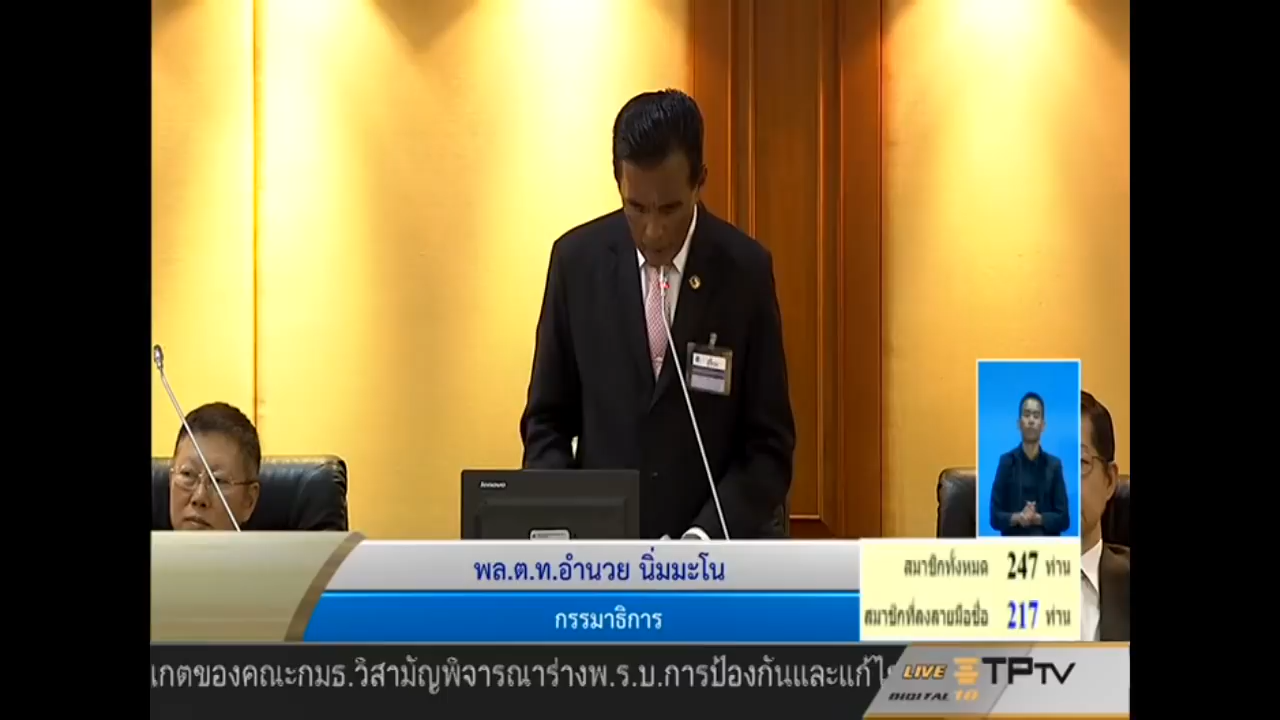 lenovo
พล.ต.ท.อำนวย นิ่มมะโน
กรรมาธิการ
สมาชิกทั้งหมด 247 ท่าน
สมาชิกที่ลงลายมือชื่อ 217 ท่าน
เกตของคณะกมธ.วิสามัญพิจารณาร่างพ.ร.บ.การป้องกันและแก้ไข
LIVE TPTV
DIGITAL 10